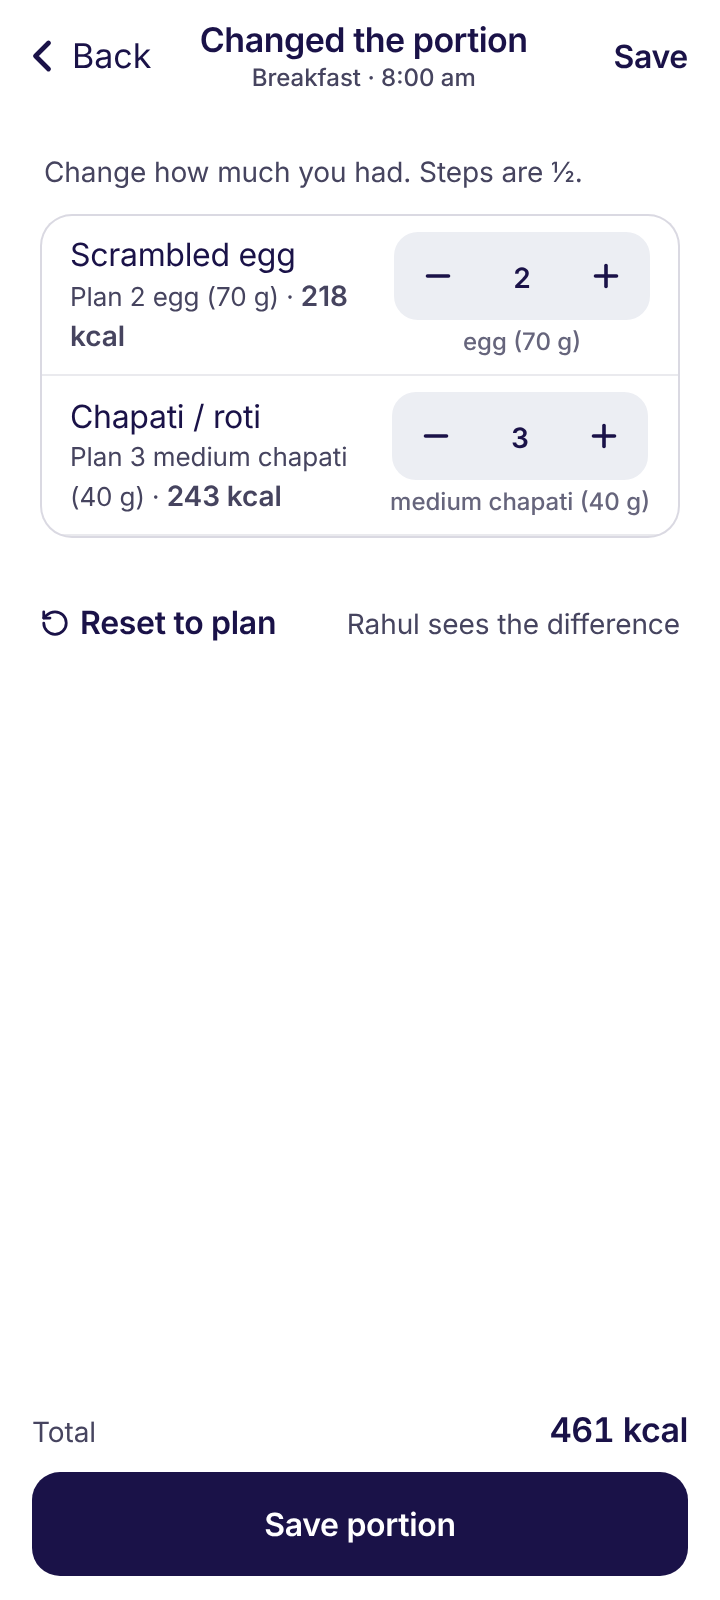 Back
Changed the portion
Breakfast · 8:00 am
Save
Change how much you had. Steps are ½.
Scrambled egg
Plan 2 egg (70 g) · 218
kcal
2
egg (70 g)
Chapati / roti
Plan 3 medium chapati
(40 g) · 243 kcal
3
medium chapati (40 g)
Reset to plan
Rahul sees the difference
Total
461 kcal
Save portion